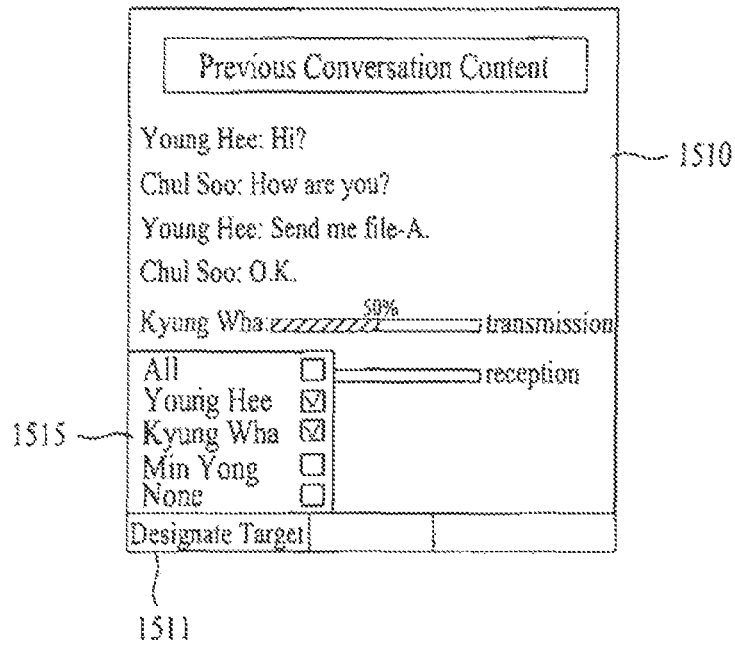 Previous Conversation Content
Young Hee: Hi?
1510
Chul Soo: How are you?
Young Hee: Send me file-A.
Chul Soo: O.K.
50%
Kyung Wha: transmission
All
reception
Young Hee
1515
Kyung Wha
Min Yong
None
Designate Target
1511